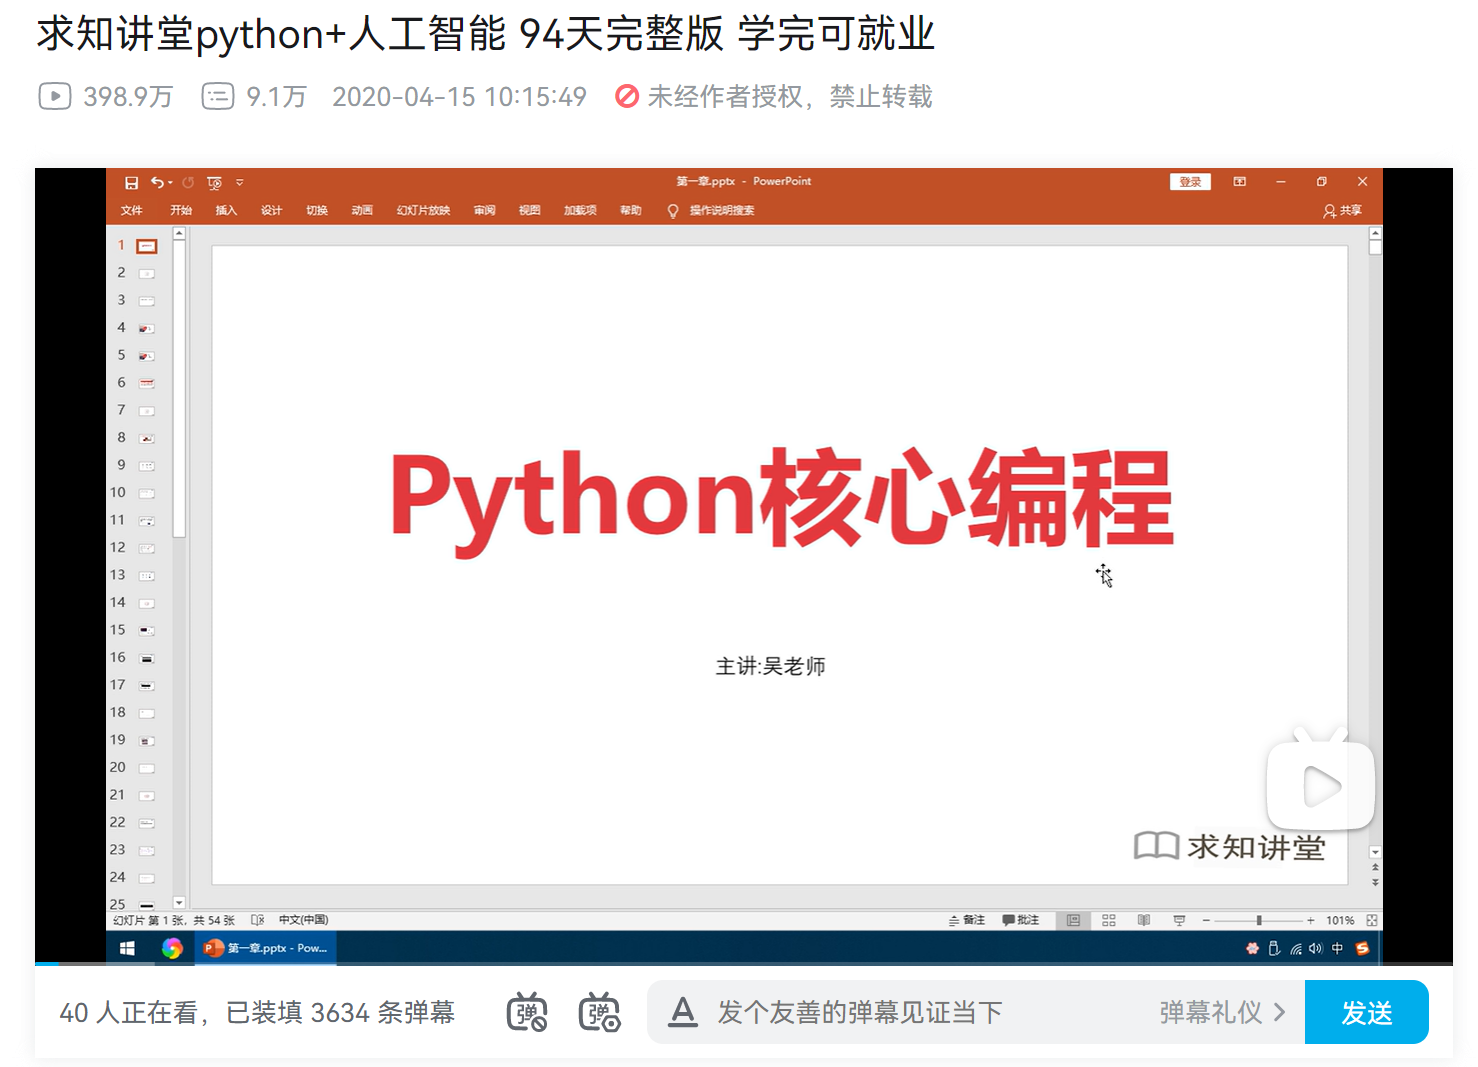 求知讲堂python+人工智能 94天完整版 学完可就业
398.9万 9.1万 2020-04-15 10:15:49 未经作者授权，禁止转载
第一章.pptx - PowerPoint 登录
文件 开始 插入 设计 切换 动画 幻灯片放映 审阅 视图 加载项 帮助 操作说明搜索 共享
1
2
3
4
5
6
7
8
9
10
11
12
13
14
15
16
17
18
19
20
21
22
23
24
25
Python核心编程
主讲:吴老师
求知讲堂
幻灯片 第 1 张，共 54 张 中文(中国) 备注 批注 101%
第一章.pptx - Pow... 中
40 人正在看，已装填 3634 条弹幕 弹 弹 A 发个友善的弹幕见证当下 弹幕礼仪 发送